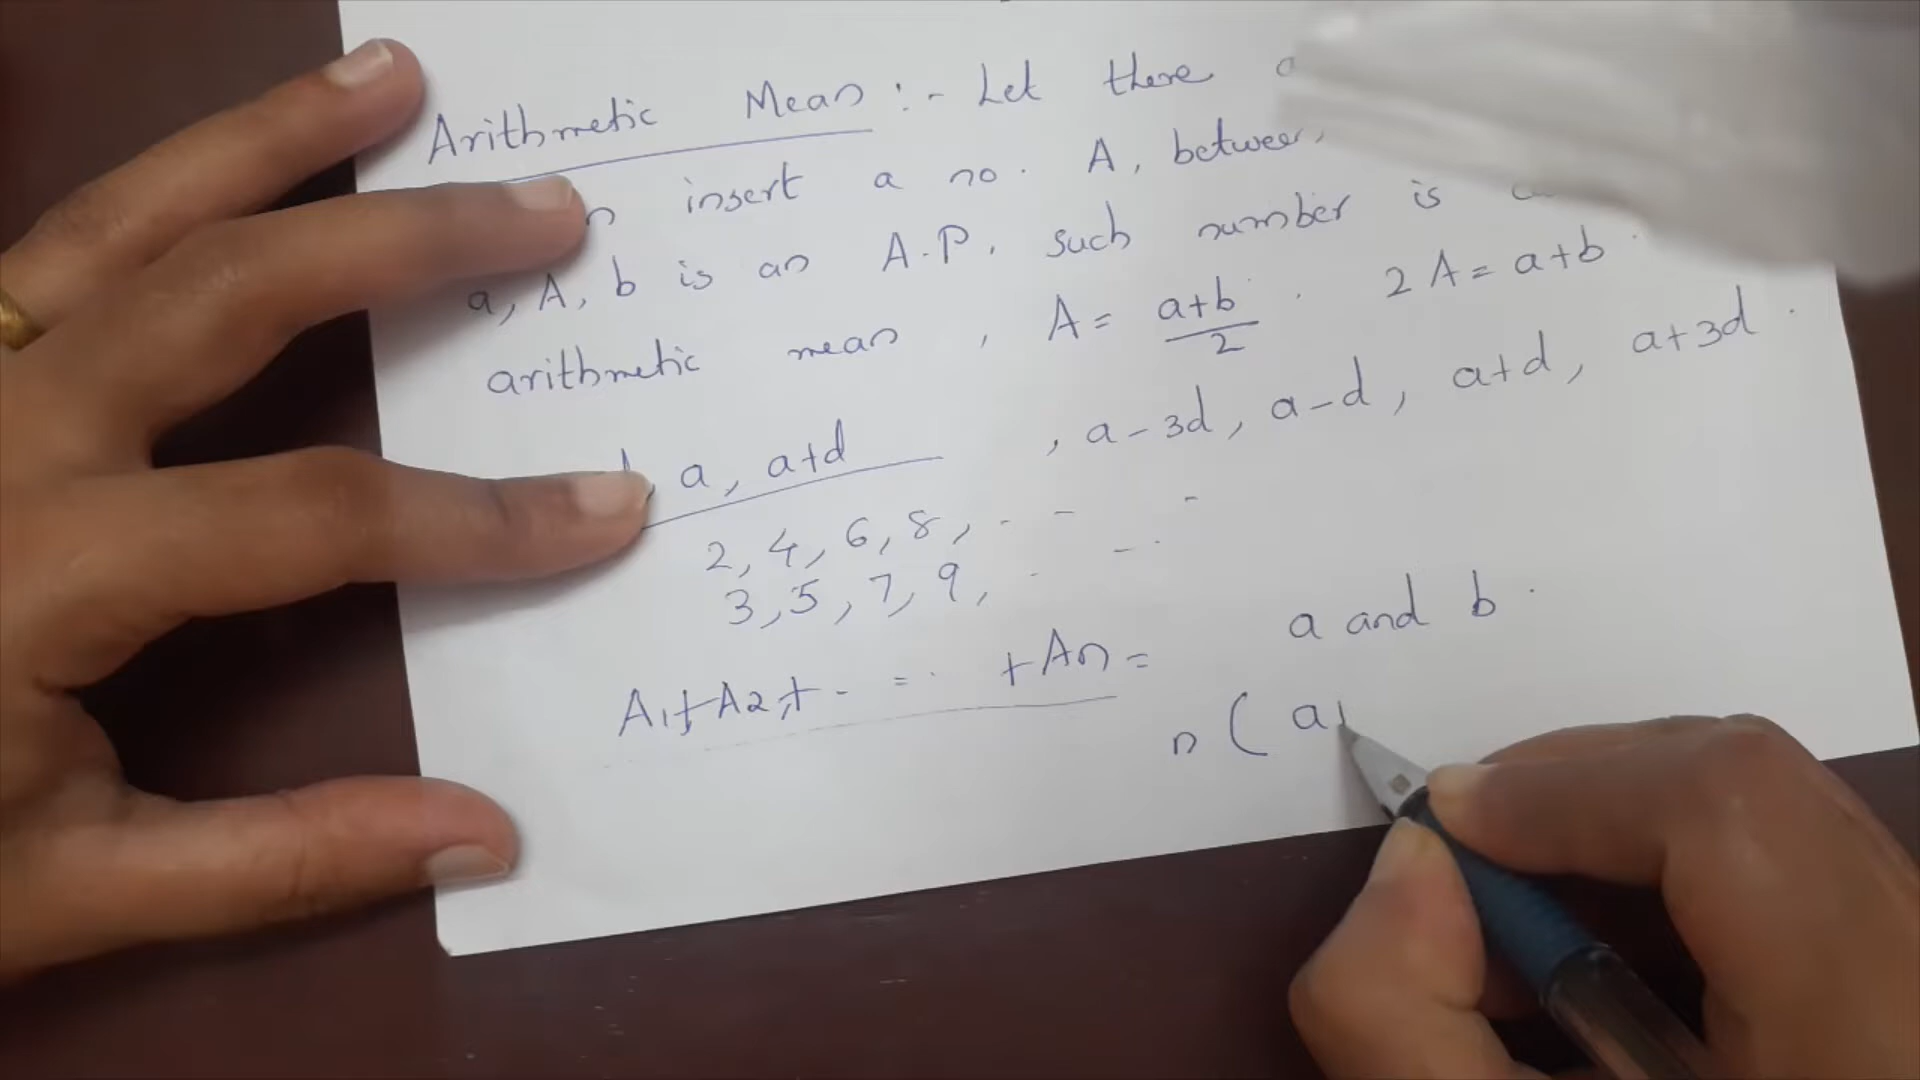 Arithmetic Mean :- Let there
insert a no. A, between
a, A, b is an A.P. such number is
arithmetic mean, A = a+b/2. 2A = a+b.
a, a+d , a-3d, a-d, a+d, a+3d.
2, 4, 6, 8, - - -
3, 5, 7, 9, - - -
a and b.
A1+A2+- = . +An =
n ( a